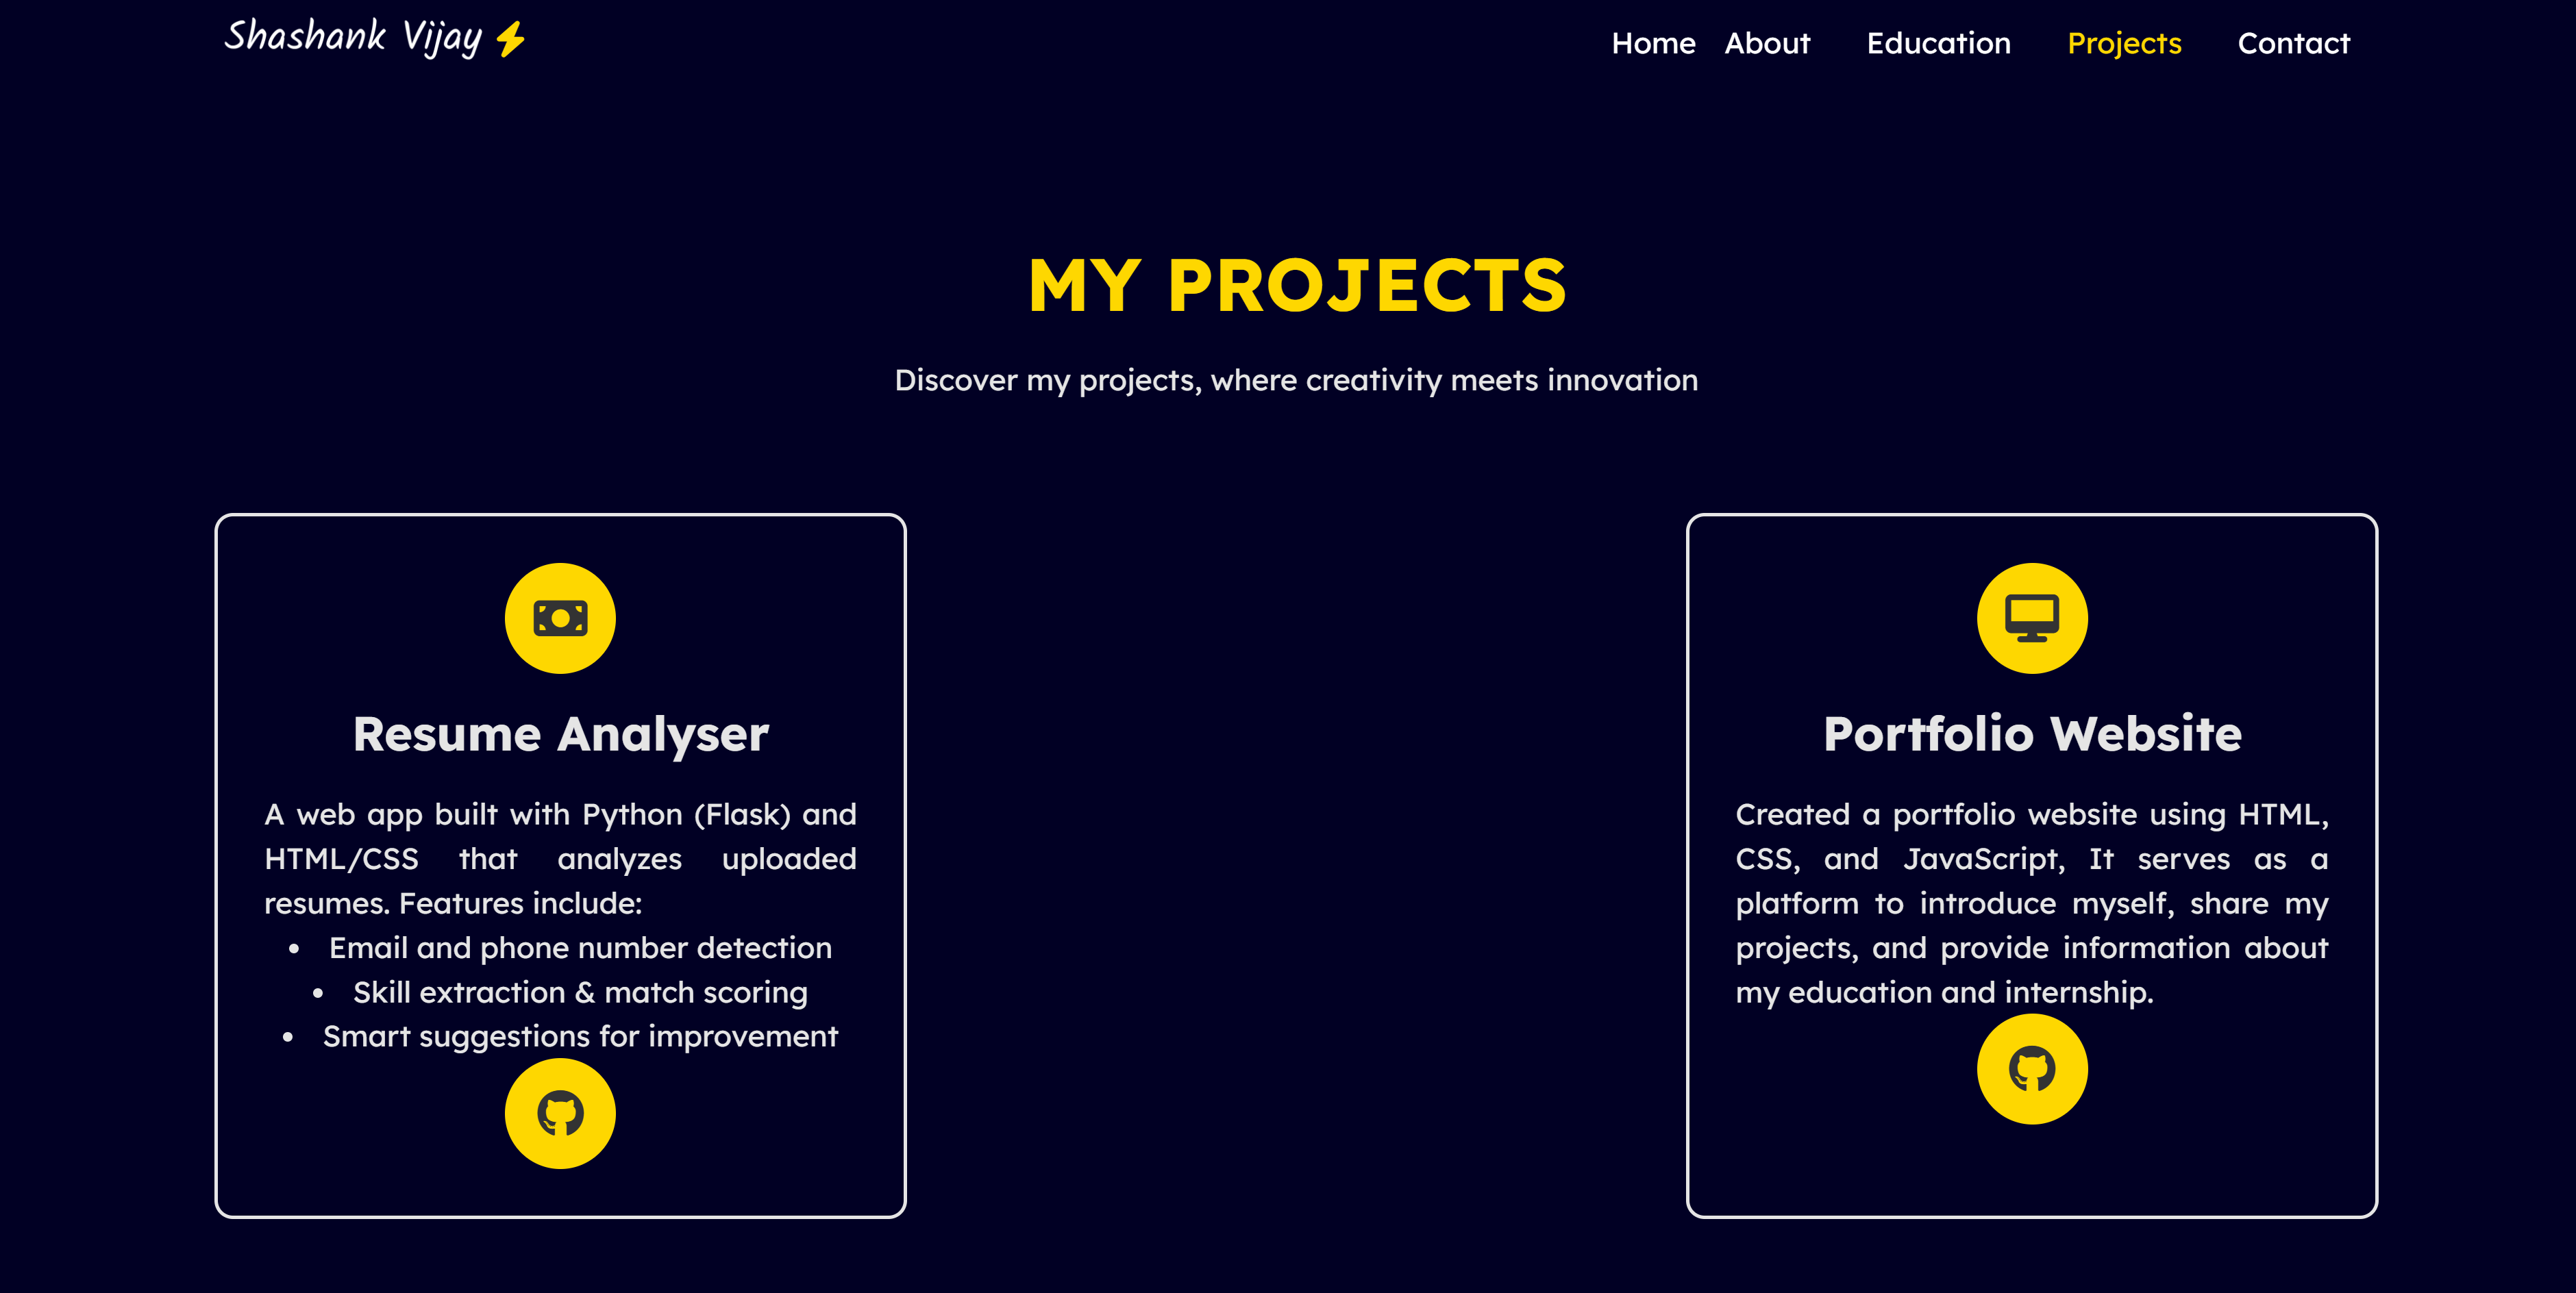 Shashank Vijay
Home About Education Projects Contact
MY PROJECTS
Discover my projects, where creativity meets innovation
Resume Analyser
A web app built with Python (Flask) and
HTML/CSS that analyzes uploaded
resumes. Features include:
• Email and phone number detection
• Skill extraction & match scoring
• Smart suggestions for improvement
Portfolio Website
Created a portfolio website using HTML,
CSS, and JavaScript, It serves as a
platform to introduce myself, share my
projects, and provide information about
my education and internship.